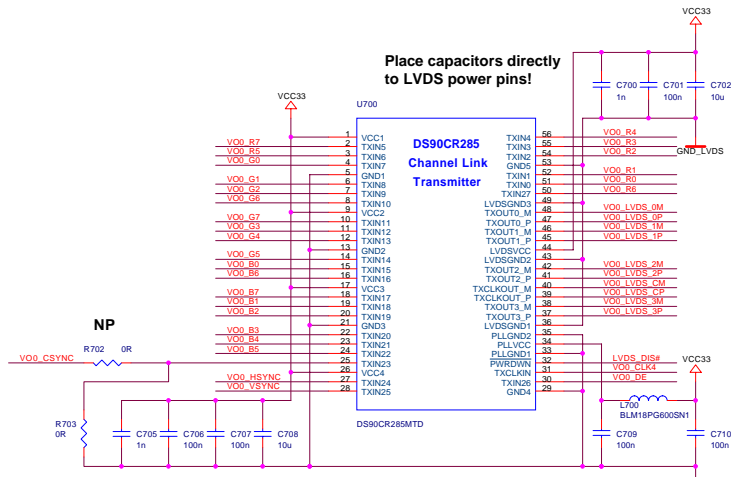 VCC33
Place capacitors directly
to LVDS power pins!
C700
1n
C701
100n
C702
10u
GND_LVDS
VCC33
U700
DS90CR285
Channel Link
Transmitter
1 VCC1
VO0_R7 2 TXIN5
VO0_R5 3 TXIN6
VO0_G0 4 TXIN7
5 GND1
VO0_G1 6 TXIN8
VO0_G2 7 TXIN9
VO0_G6 8 TXIN10
9 VCC2
VO0_G7 10 TXIN11
VO0_G3 11 TXIN12
VO0_G4 12 TXIN13
13 GND2
VO0_G5 14 TXIN14
VO0_B0 15 TXIN15
VO0_B6 16 TXIN16
17 VCC3
VO0_B7 18 TXIN17
VO0_B1 19 TXIN18
VO0_B2 20 TXIN19
21 GND3
VO0_B3 22 TXIN20
VO0_B4 23 TXIN21
VO0_B5 24 TXIN22
25 TXIN23
26 VCC4
VO0_HSYNC 27 TXIN24
VO0_VSYNC 28 TXIN25
TXIN4 56 VO0_R4
TXIN3 55 VO0_R3
TXIN2 54 VO0_R2
GND5 53
TXIN1 52 VO0_R1
TXIN0 51 VO0_R0
TXIN27 50 VO0_R6
LVDSGND3 49
TXOUT0_M 48 VO0_LVDS_0M
TXOUT0_P 47 VO0_LVDS_0P
TXOUT1_M 46 VO0_LVDS_1M
TXOUT1_P 45 VO0_LVDS_1P
LVDSVCC 44
LVDSGND2 43
TXOUT2_M 42 VO0_LVDS_2M
TXOUT2_P 41 VO0_LVDS_2P
TXCLKOUT_M 40 VO0_LVDS_CM
TXCLKOUT_P 39 VO0_LVDS_CP
TXOUT3_M 38 VO0_LVDS_3M
TXOUT3_P 37 VO0_LVDS_3P
LVDSGND1 36
PLLGND2 35
PLLVCC 34
PLLGND1 33
PWRDWN 32 LVDS_DIS#
TXCLKIN 31 VO0_CLK4
TXIN26 30 VO0_DE
GND4 29
DS90CR285MTD
NP
R702 0R
VO0_CSYNC
R703
0R
C705
1n
C706
100n
C707
100n
C708
10u
VCC33
L700
BLM18PG600SN1
C709
100n
C710
100n